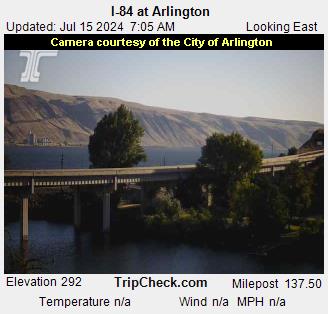 I-84 at Arlington
Updated: Jul 15 2024 7:05 AM Looking East
Camera courtesy of the City of Arlington
Elevation 292 TripCheck.com Milepost 137.50
Temperature n/a Wind n/a MPH n/a